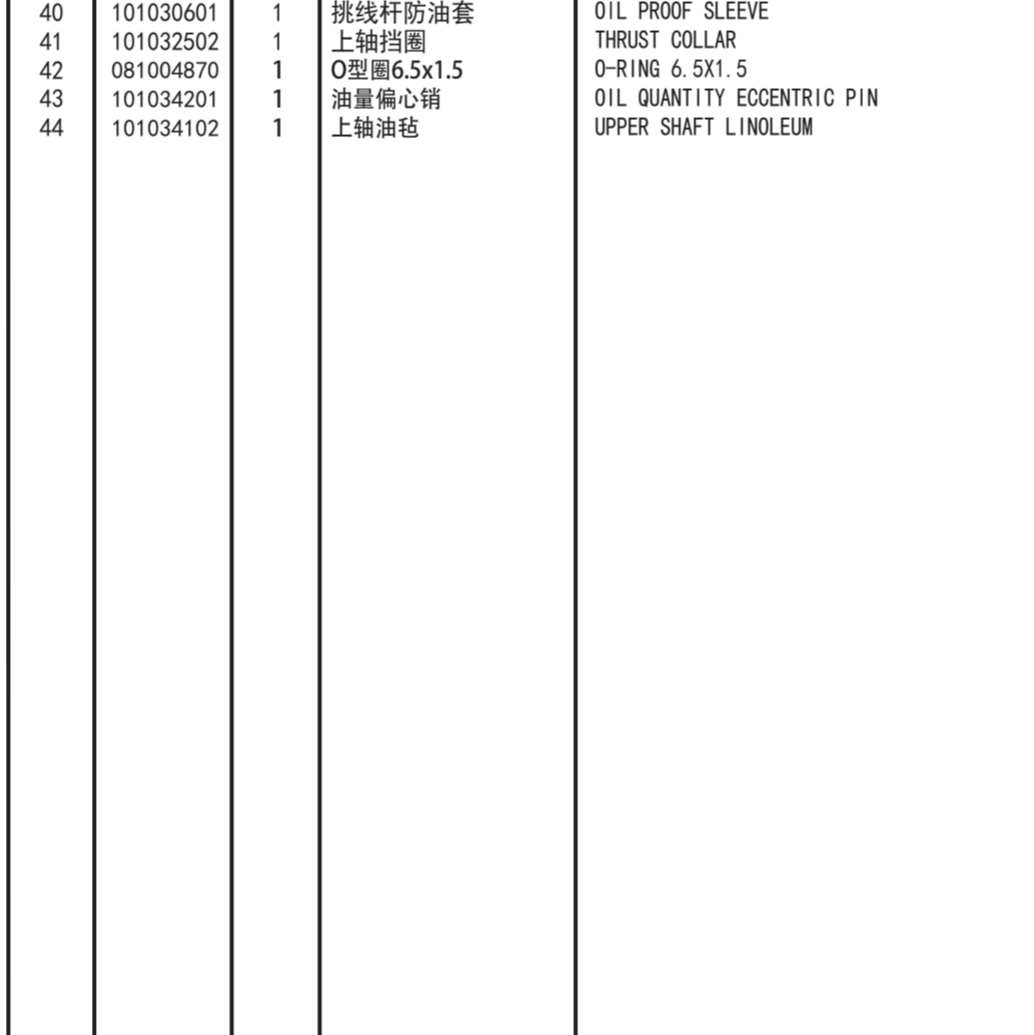 40 101030601 1 挑线杆防油套 OIL PROOF SLEEVE
41 101032502 1 上轴挡圈 THRUST COLLAR
42 081004870 1 O型圈6.5x1.5 O-RING 6.5X1.5
43 101034201 1 油量偏心销 OIL QUANTITY ECCENTRIC PIN
44 101034102 1 上轴油毡 UPPER SHAFT LINOLEUM